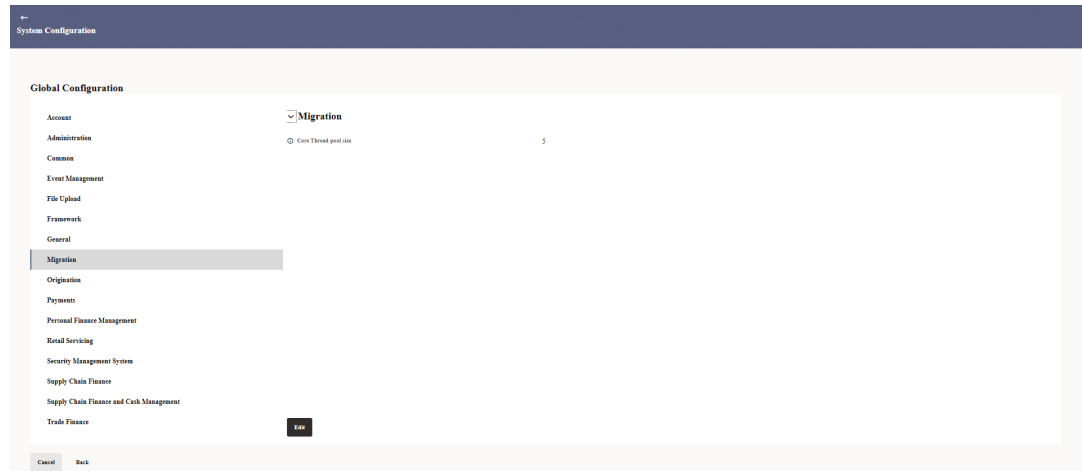 System Configuration
Global Configuration
Account
Administration
Common
Event Management
File Upload
Framework
General
Migration
Origination
Payments
Personal Finance Management
Retail Servicing
Security Management System
Supply Chain Finance
Supply Chain Finance and Cash Management
Trade Finance
Migration
Core Thread pool size 5
Edit
Cancel Back